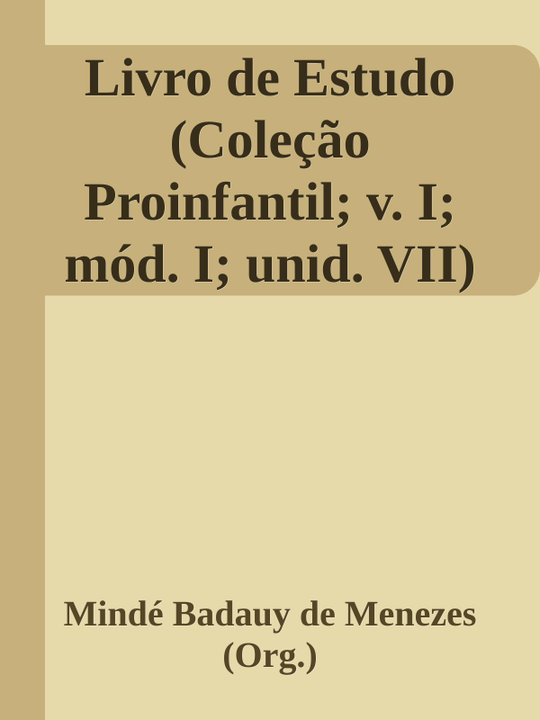 Livro de Estudo
(Coleção
Proinfantil; v. I;
mód. I; unid. VII)
Mindé Badauy de Menezes
(Org.)